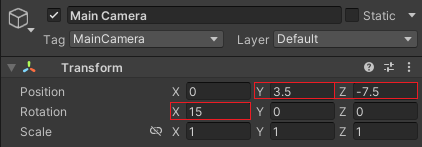 Main Camera Static
Tag MainCamera Layer Default
Transform
Position X 0 Y 3.5 Z -7.5
Rotation X 15 Y 0 Z 0
Scale X 1 Y 1 Z 1